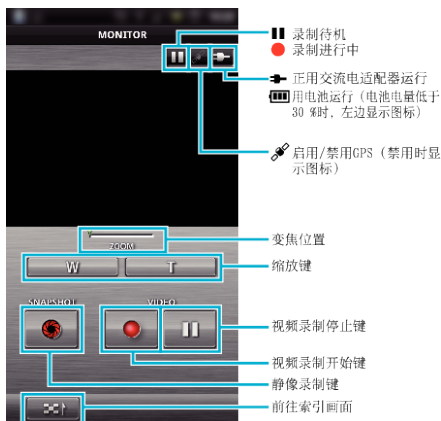 MONITOR
录制待机
录制进行中
正用交流电适配器运行
用电池运行（电池电量低于
30 %时，左边显示图标）
启用/禁用GPS（禁用时显
示图标）
ZOOM
变焦位置
W
T
缩放键
SNAPSHOT
VIDEO
视频录制停止键
视频录制开始键
静像录制键
前往索引画面